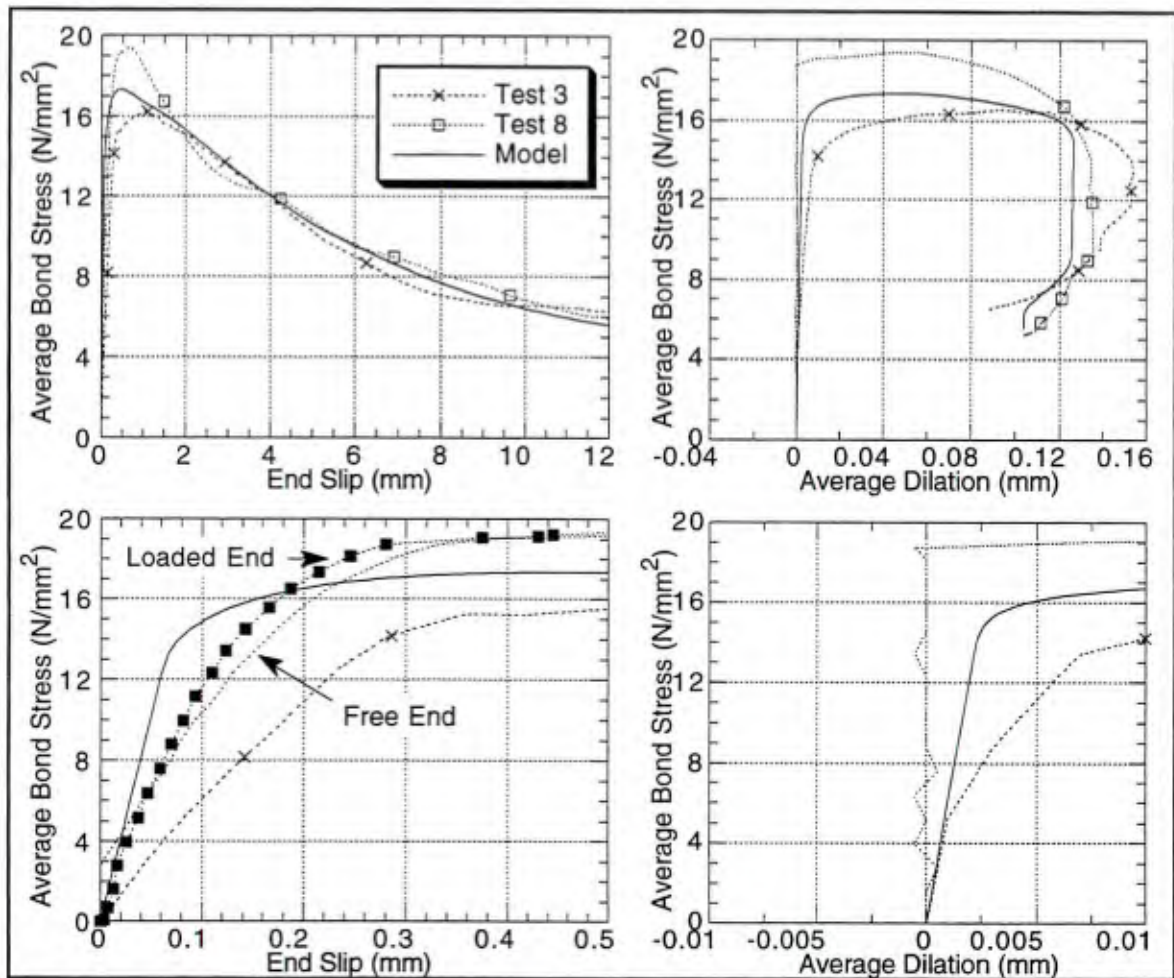 Average Bond Stress (N/mm²)
20
16
12
8
4
0
0 2 4 6 8 10 12
End Slip (mm)
Test 3
Test 8
Model
Average Bond Stress (N/mm²)
20
16
12
8
4
0
-0.04 0 0.04 0.08 0.12 0.16
Average Dilation (mm)
Average Bond Stress (N/mm²)
20
16
12
8
4
0
0 0.1 0.2 0.3 0.4 0.5
End Slip (mm)
Loaded End
Free End
Average Bond Stress (N/mm²)
20
16
12
8
4
0
-0.01 -0.005 0 0.005 0.01
Average Dilation (mm)